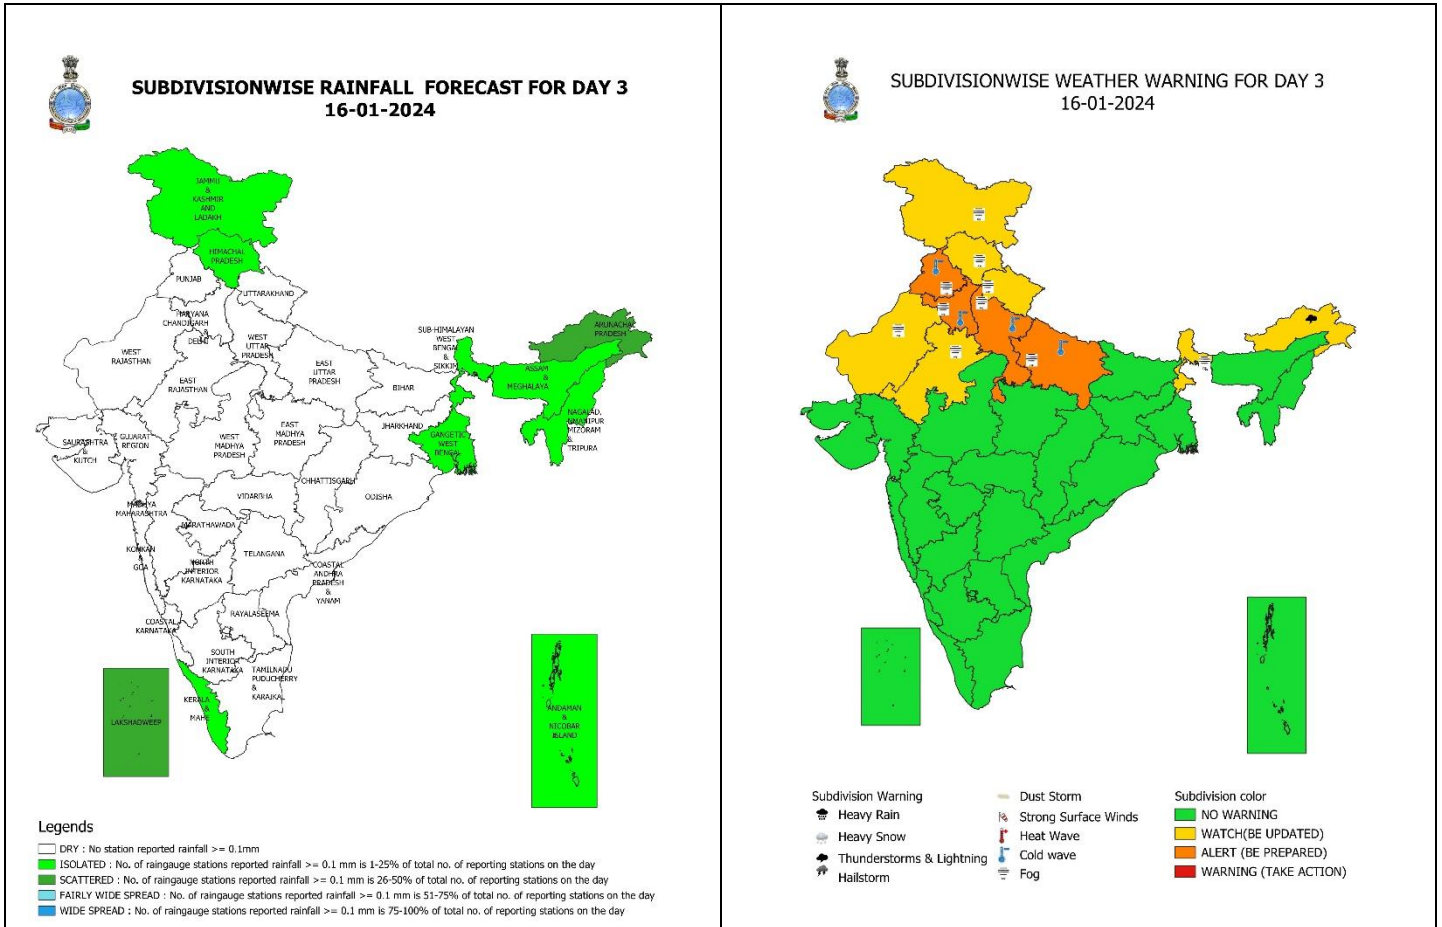 SUBDIVISIONWISE RAINFALL FORECAST FOR DAY 3
16-01-2024
JAMMU
&
KASHMIR
AND
LADAKH
HIMACHAL
PRADESH
PUNJAB
UTTARAKHAND
HARYANA
CHANDIGARH
&
DELHI
WEST
UTTAR
PRADESH
WEST
RAJASTHAN
EAST
RAJASTHAN
EAST
UTTAR
PRADESH
BIHAR
SUB-HIMALAYAN
WEST
BENGAL
&
SIKKIM
ARUNACHAL
PRADESH
ASSAM
&
MEGHALAYA
NAGALAD,
MANIPUR
MIZORAM
&
TRIPURA
JHARKHAND
GANGETIC
WEST
BENGAL
SAURASHTRA
&
KUTCH
GUJARAT
REGION
WEST
MADHYA
PRADESH
EAST
MADHYA
PRADESH
CHHATTISGARH
ODISHA
VIDARBHA
MADHYA
MAHARASHTRA
MARATHAWADA
KONKAN
&
GOA
NORTH
INTERIOR
KARNATAKA
TELANGANA
COASTAL
ANDHRA
PRADESH
&
YANAM
RAYALASEEMA
COASTAL
KARNATAKA
SOUTH
INTERIOR
KARNATAKA
TAMILNADU
PUDUCHERRY
&
KARAIKAL
KERALA
&
MAHE
LAKSHADWEEP
ANDAMAN
&
NICOBAR
ISLAND
Legends
DRY : No station reported rainfall >= 0.1mm
ISOLATED : No. of raingauge stations reported rainfall >= 0.1 mm is 1-25% of total no. of reporting stations on the day
SCATTERED : No. of raingauge stations reported rainfall >= 0.1 mm is 26-50% of total no. of reporting stations on the day
FAIRLY WIDE SPREAD : No. of raingauge stations reported rainfall >= 0.1 mm is 51-75% of total no. of reporting stations on the day
WIDE SPREAD : No. of raingauge stations reported rainfall >= 0.1 mm is 75-100% of total no. of reporting stations on the day
SUBDIVISIONWISE WEATHER WARNING FOR DAY 3
16-01-2024
Subdivision Warning
Heavy Rain
Heavy Snow
Thunderstorms & Lightning
Hailstorm
Dust Storm
Strong Surface Winds
Heat Wave
Cold wave
Fog
Subdivision color
NO WARNING
WATCH(BE UPDATED)
ALERT (BE PREPARED)
WARNING (TAKE ACTION)